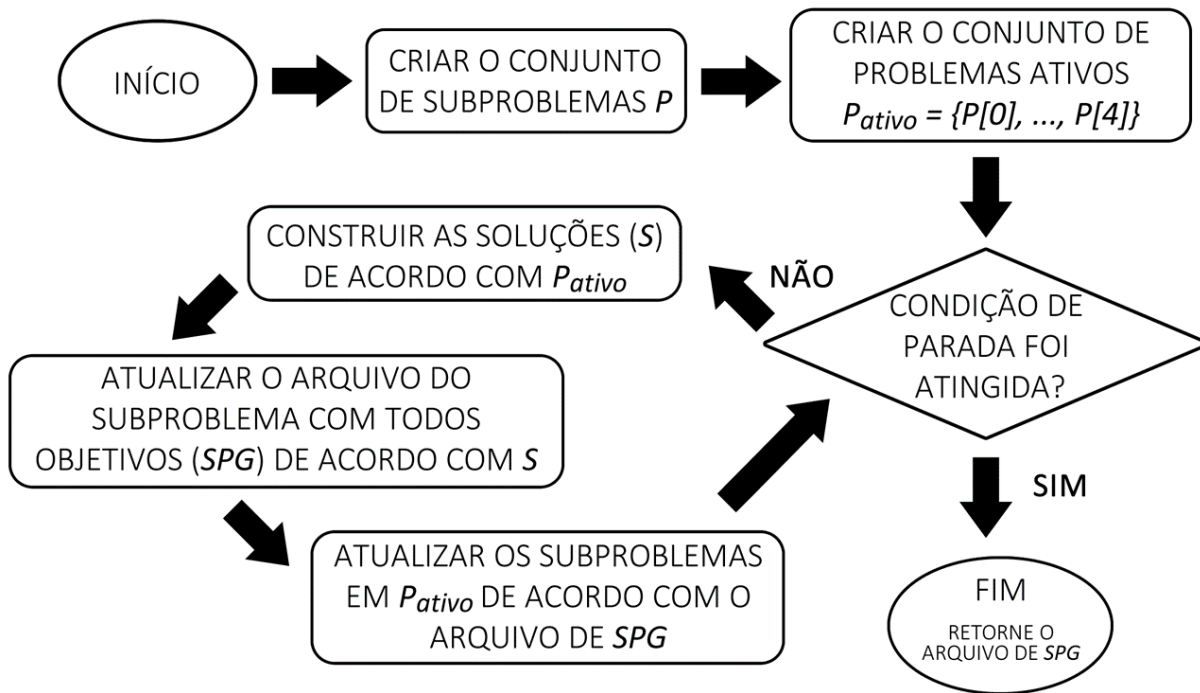 INÍCIO
CRIAR O CONJUNTO
DE SUBPROBLEMAS P
CRIAR O CONJUNTO DE
PROBLEMAS ATIVOS
Pativo = {P[0], ..., P[4]}
CONDIÇÃO DE
PARADA FOI
ATINGIDA?
NÃO
CONSTRUIR AS SOLUÇÕES (S)
DE ACORDO COM Pativo
ATUALIZAR O ARQUIVO DO
SUBPROBLEMA COM TODOS
OBJETIVOS (SPG) DE ACORDO COM S
ATUALIZAR OS SUBPROBLEMAS
EM Pativo DE ACORDO COM O
ARQUIVO DE SPG
SIM
FIM
RETORNE O
ARQUIVO DE SPG